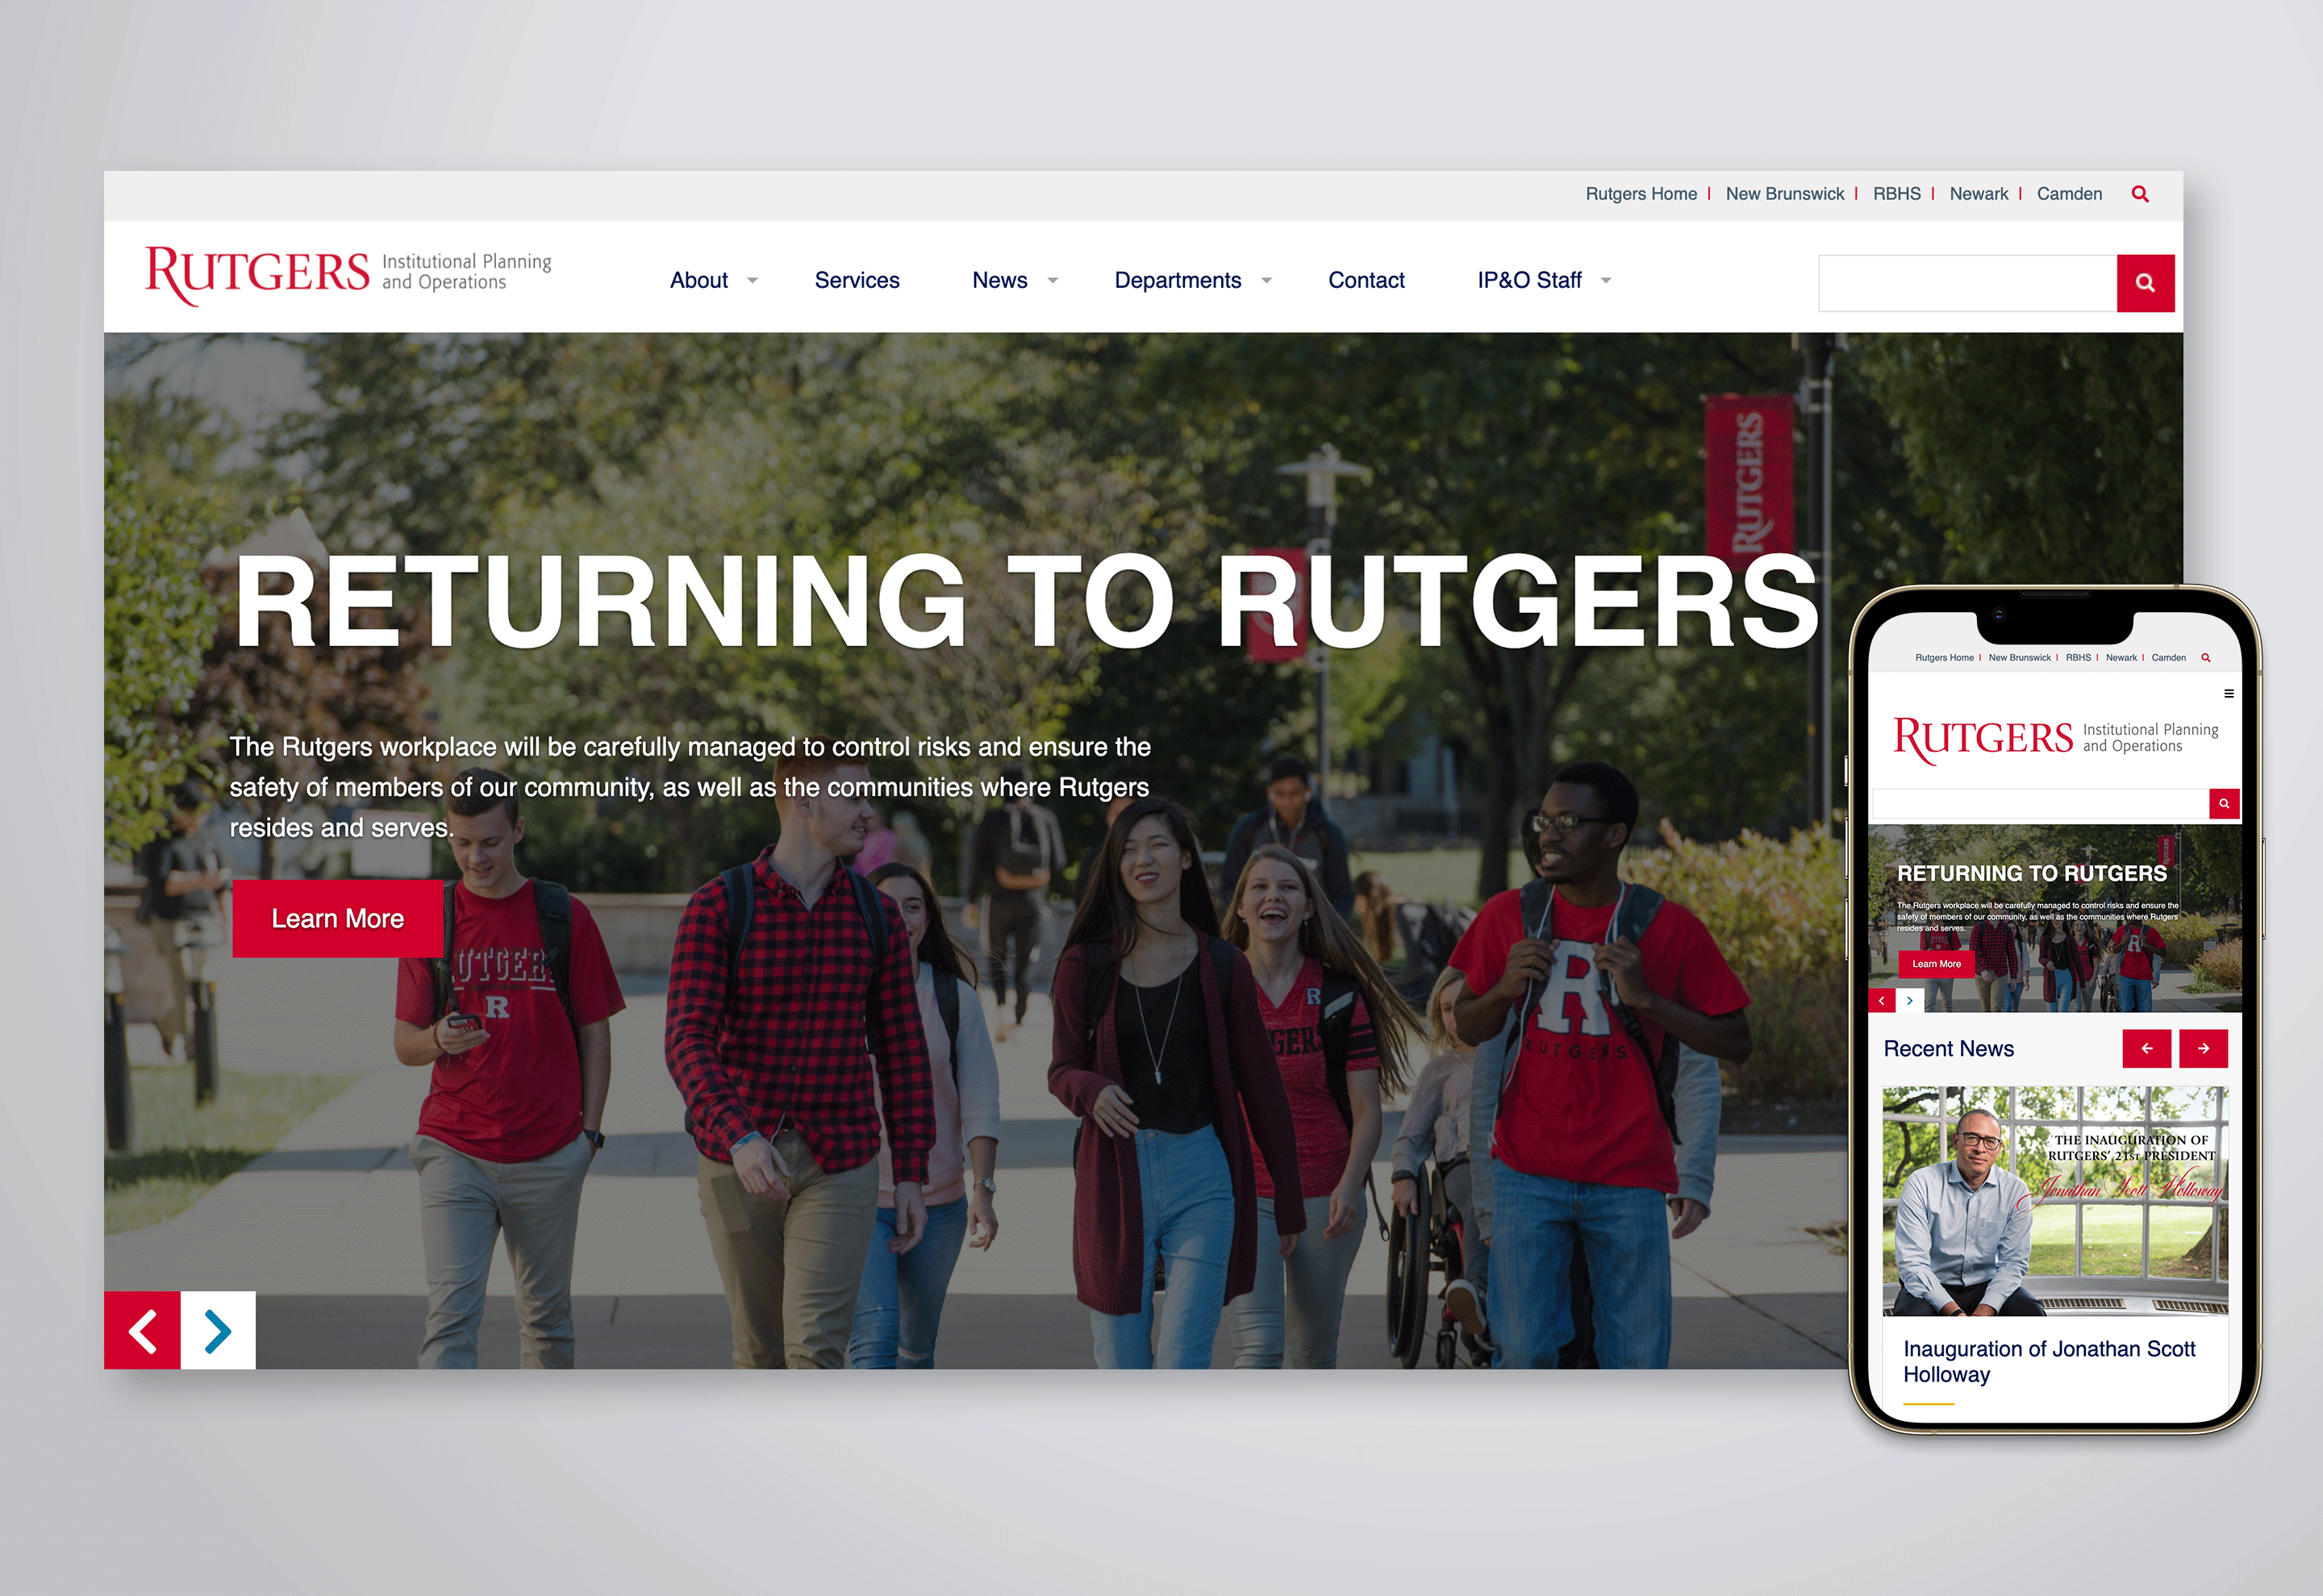 Rutgers Home | New Brunswick | RBHS | Newark | Camden
RUTGERS Institutional Planning
and Operations
About Services News Departments Contact IP&O Staff
RUTGERS
RETURNING TO RUTGERS
The Rutgers workplace will be carefully managed to control risks and ensure the
safety of members of our community, as well as the communities where Rutgers
resides and serves.
Learn More
UTGER
R
R
GER
R
RUTGERS
Rutgers Home | New Brunswick | RBHS | Newark | Camden
RUTGERS Institutional Planning
and Operations
RUTGERS
RETURNING TO RUTGERS
The Rutgers workplace will be carefully managed to control risks and ensure the
safety of members of our community, as well as the communities where Rutgers
resides and serves.
Learn More
R
Recent News
THE INAUGURATION OF
RUTGERS' 21ST PRESIDENT
Jonathan Scott Holloway
Inauguration of Jonathan Scott
Holloway